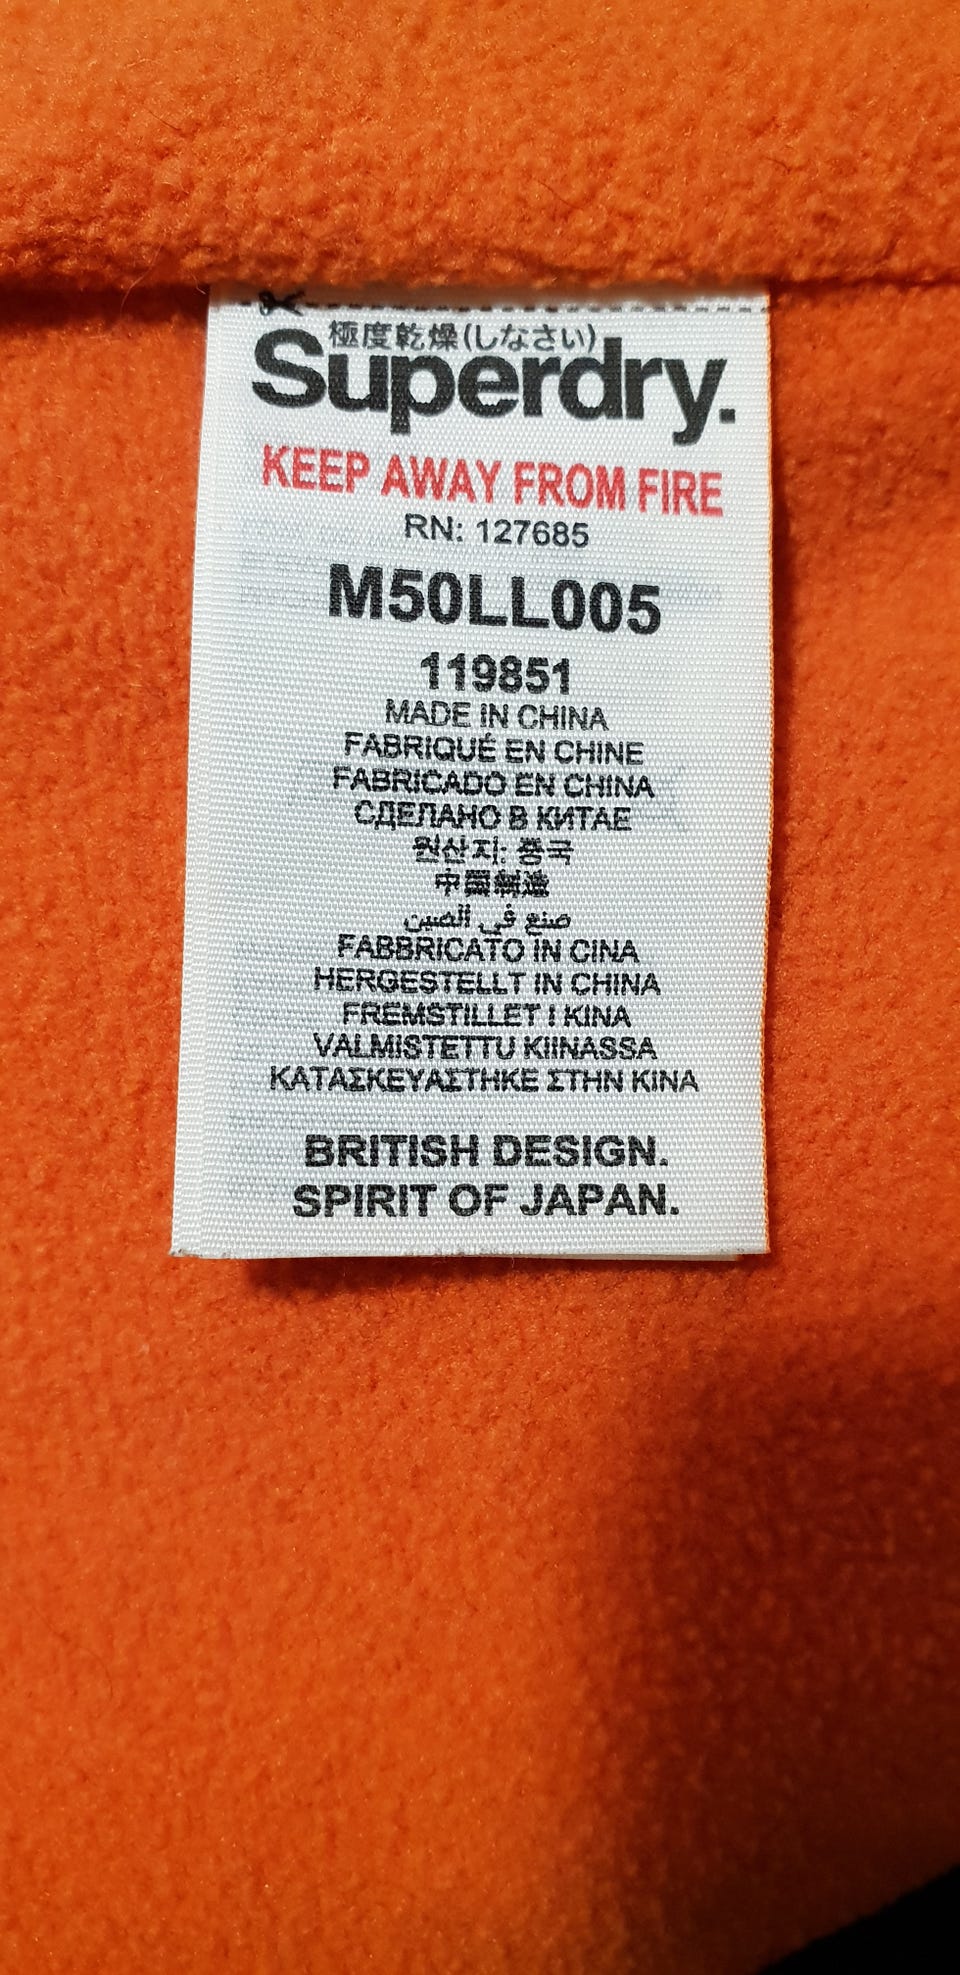 極度乾燥(しなさい)
Superdry.
KEEP AWAY FROM FIRE
RN: 127685
M50LL005
119851
MADE IN CHINA
FABRIQUÉ EN CHINE
FABRICADO EN CHINA
СДЕЛАНО В КИТАЕ
원산지: 중국
中国制造
صنع في الصين
FABBRICATO IN CINA
HERGESTELLT IN CHINA
FREMSTILLET I KINA
VALMISTETTU KIINASSA
ΚΑΤΑΣΚΕΥΑΣΤΗΚΕ ΣΤΗΝ ΚΙΝΑ
BRITISH DESIGN.
SPIRIT OF JAPAN.